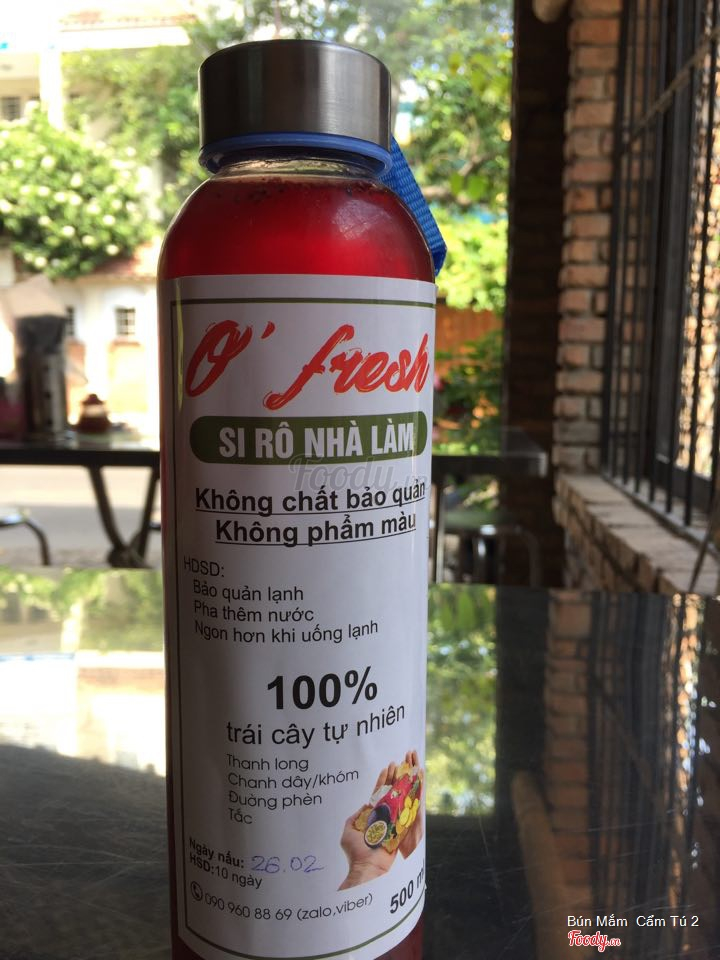 O' fresh
SI RÔ NHÀ LÀM
Foody.vn
Không chất bảo quản
Không phẩm màu
HDSD:
Bảo quản lạnh
Pha thêm nước
Ngon hơn khi uống lạnh
100%
trái cây tự nhiên
Thanh long
Chanh dây/khóm
Đường phèn
Tắc
Ngày nấu: 26.02
HSD:10 ngày
090 960 88 69 (zalo,viber)
500 ml
Bún Mắm Cẩm Tú 2
Foody.vn